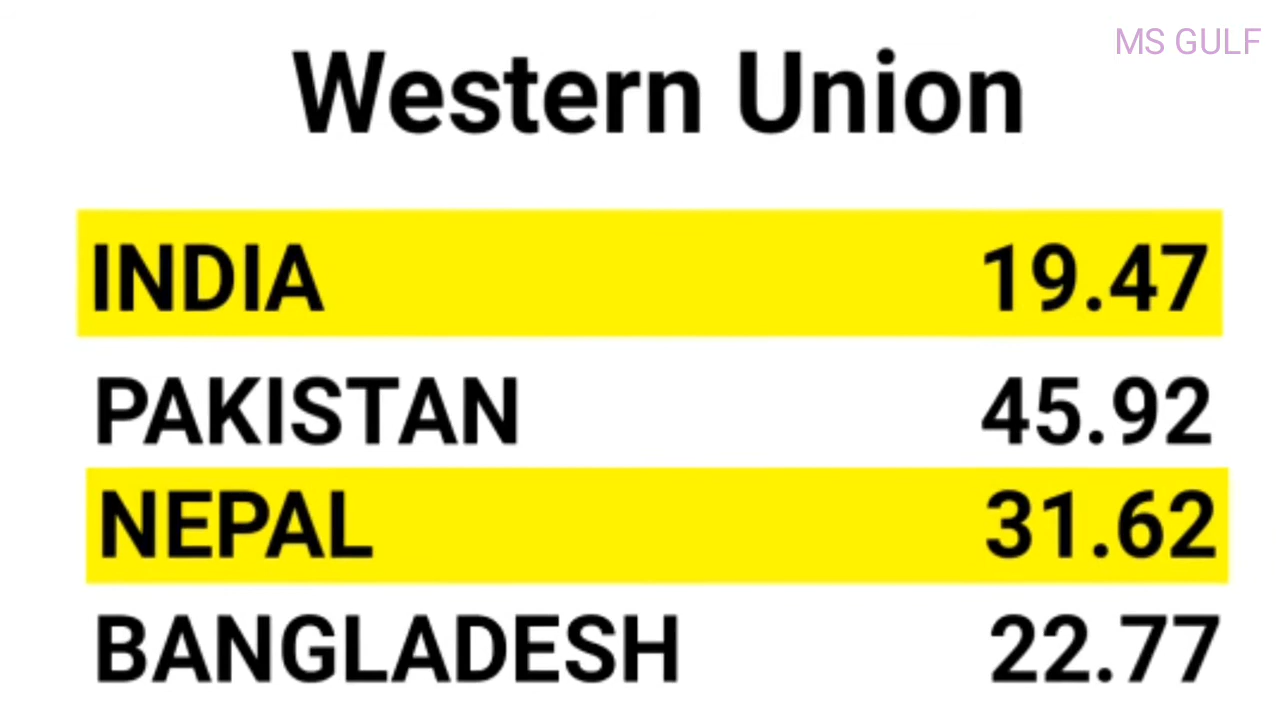 MS GULF
Western Union
INDIA 19.47
PAKISTAN 45.92
NEPAL 31.62
BANGLADESH 22.77